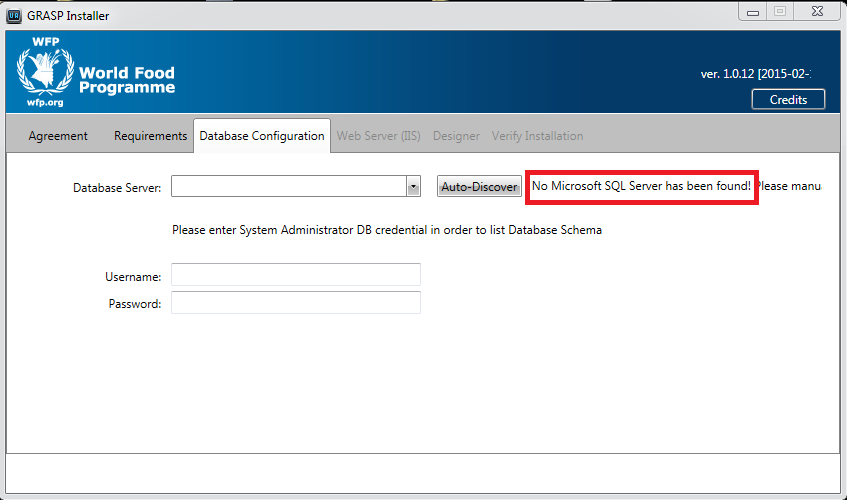 GRASP Installer
WFP
wfp.org
World Food
Programme
ver. 1.0.12 [2015-02-
Credits
Agreement Requirements Database Configuration Web Server (IIS) Designer Verify Installation
Database Server: Auto-Discover No Microsoft SQL Server has been found! Please manu
Please enter System Administrator DB credential in order to list Database Schema
Username:
Password: